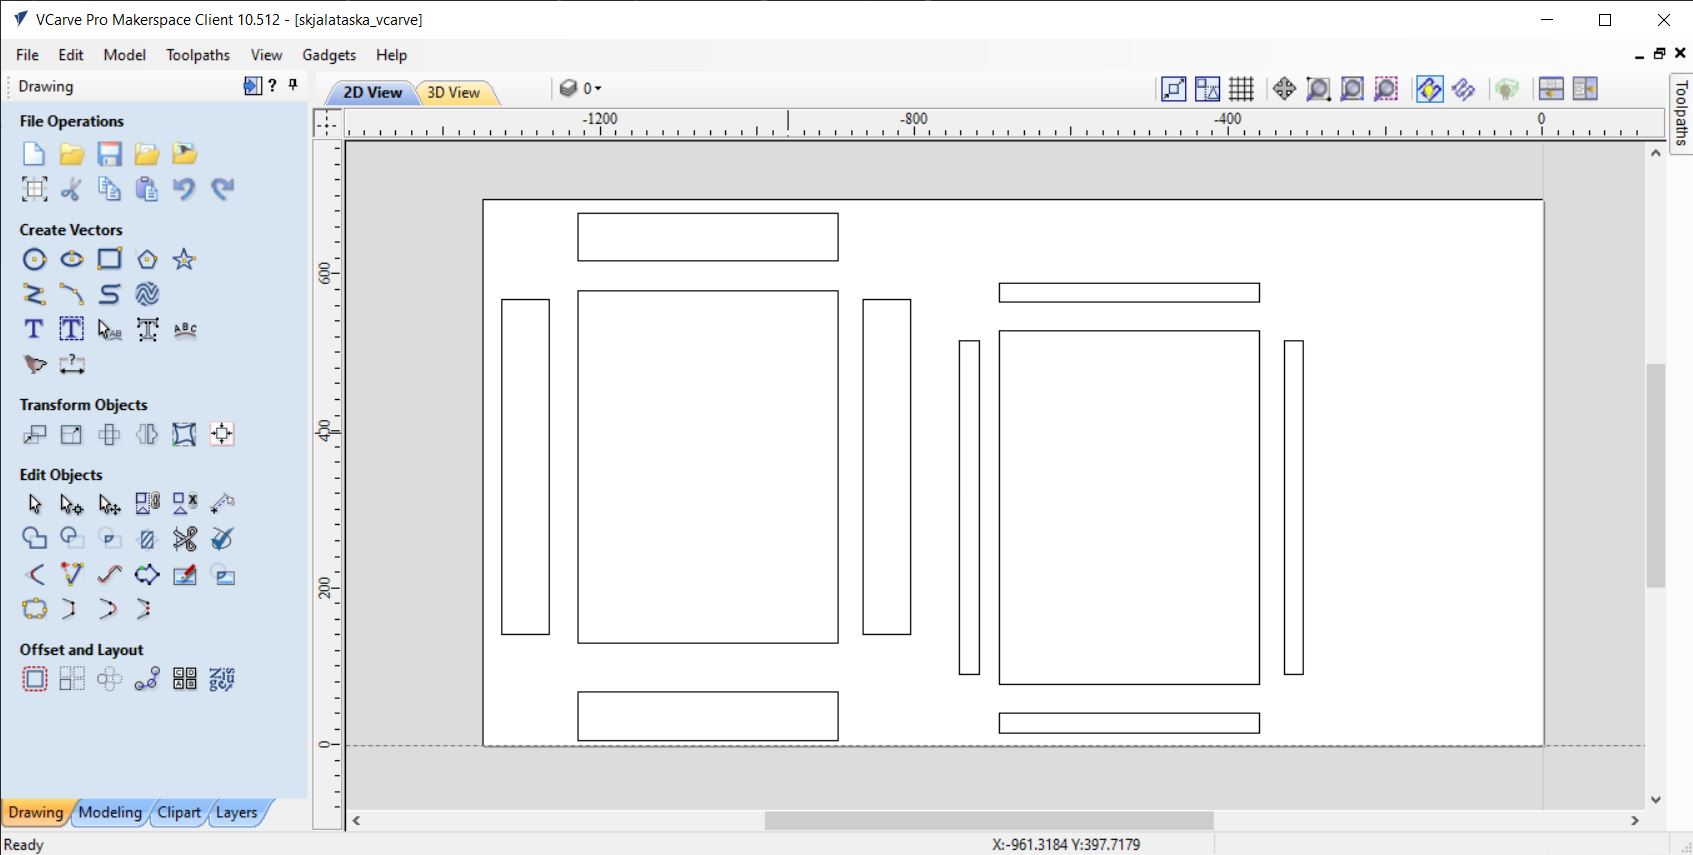 VCarve Pro Makerspace Client 10.512 - [skjalataska_vcarve]
File Edit Model Toolpaths View Gadgets Help
Drawing ?
2D View 3D View 0
Toolpaths
File Operations
-1200 -800 -400 0
Create Vectors
600
T T AB T ABC
?
Transform Objects
400
Edit Objects
200
Offset and Layout
0
Drawing Modeling Clipart Layers
Ready X:-961.3184 Y:397.7179